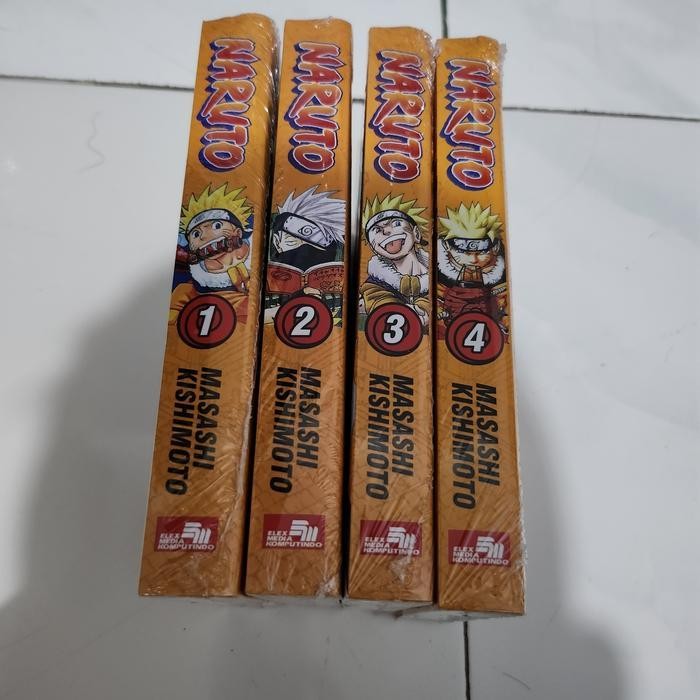 NARUTO
1
MASASHI
KISHIMOTO
ELEX
MEDIA
KOMPUTINDO
NARUTO
2
MASASHI
KISHIMOTO
ELEX
MEDIA
KOMPUTINDO
NARUTO
3
MASASHI
KISHIMOTO
ELEX
MEDIA
KOMPUTINDO
NARUTO
4
MASASHI
KISHIMOTO
ELEX
MEDIA
KOMPUTINDO